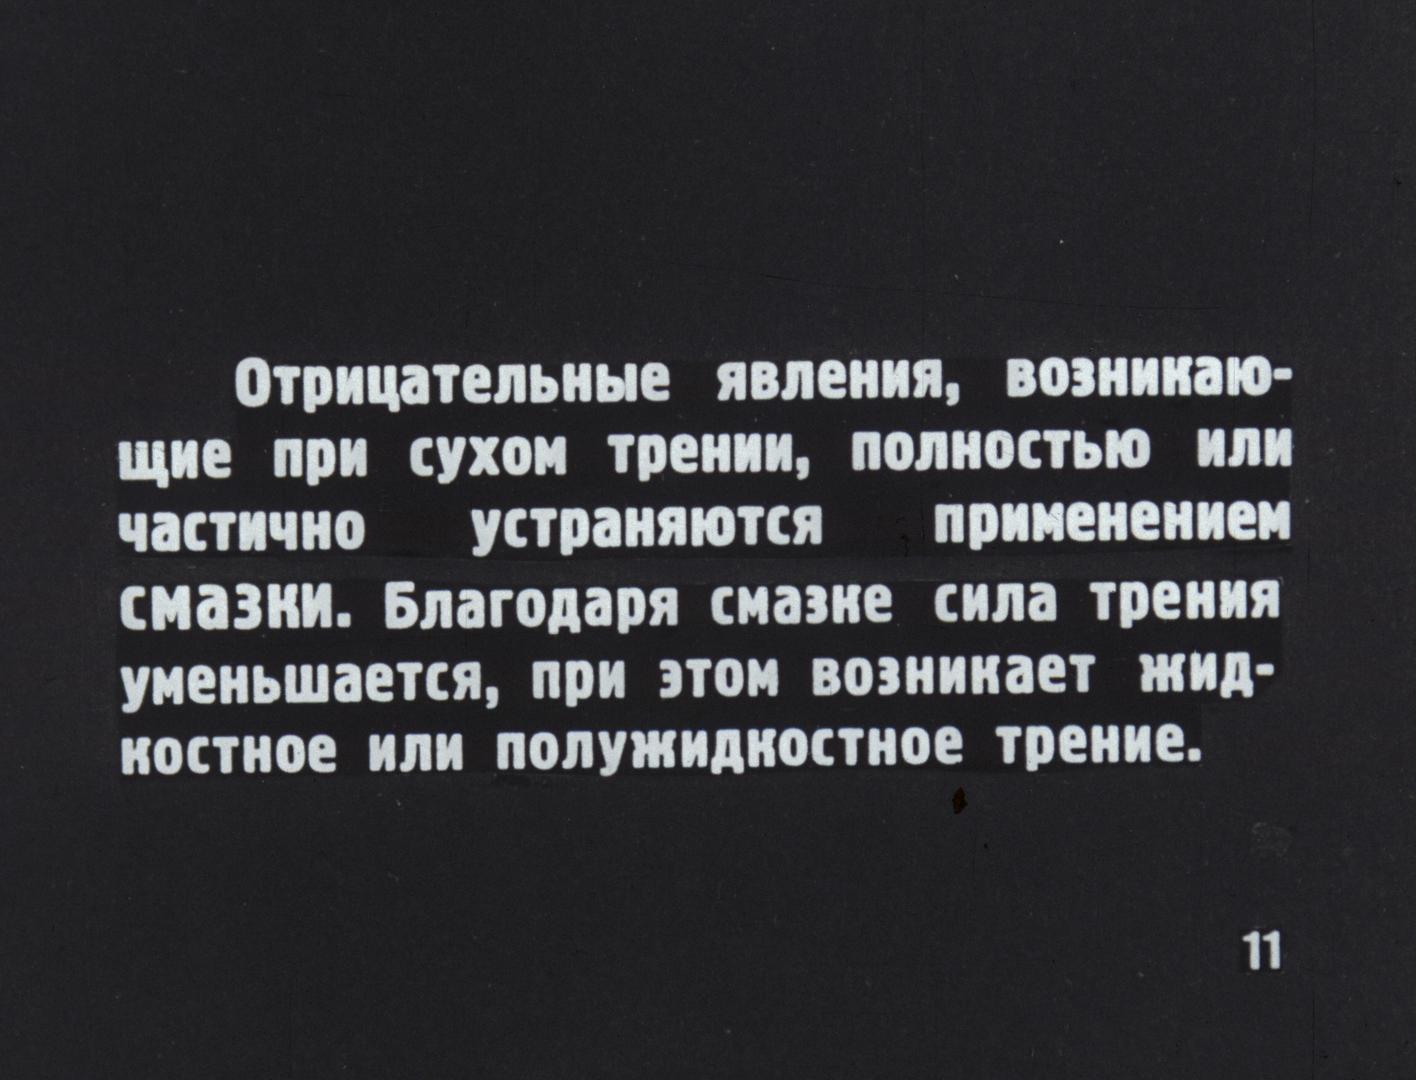 Отрицательные явления, возникаю-
щие при сухом трении, полностью или
частично устраняются применением
смазки. Благодаря смазке сила трения
уменьшается, при этом возникает жид-
костное или полужидкостное трение.
11